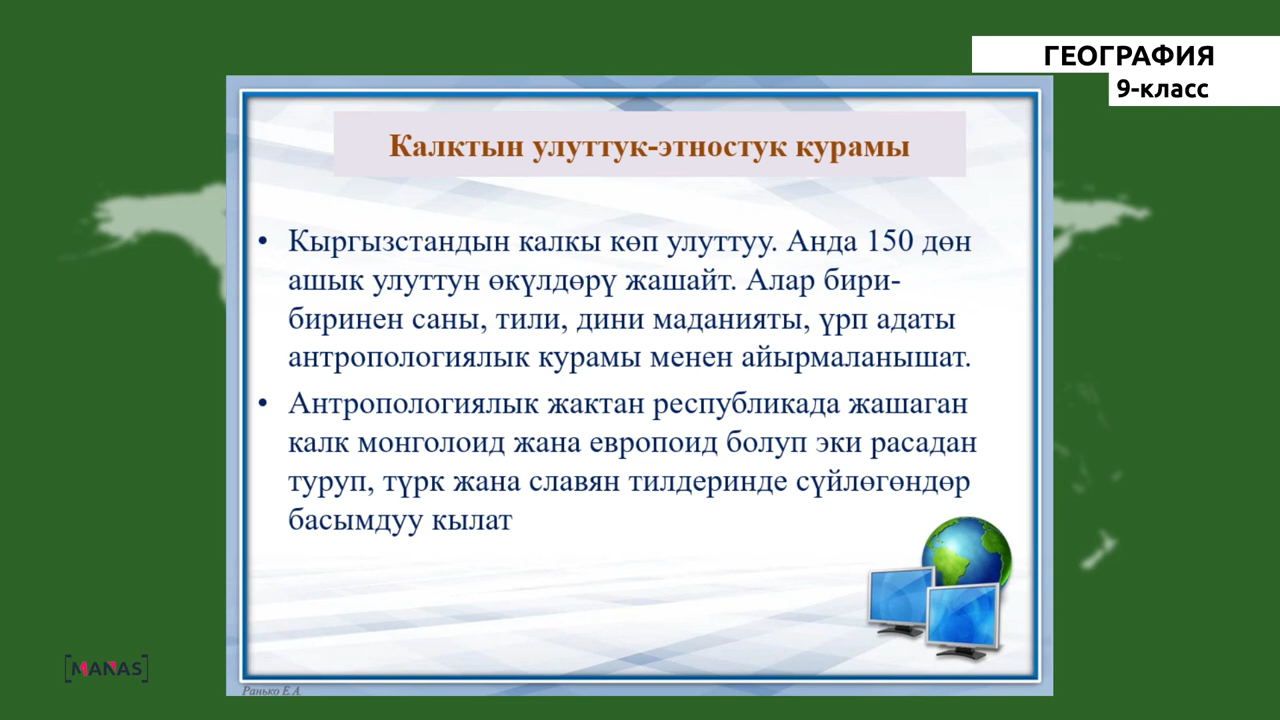 ГЕОГРАФИЯ
9-класс
Калктын улуттук-этностук курамы
• Кыргызстандын калкы көп улуттуу. Анда 150 дөн
ашык улуттун өкүлдөрү жашайт. Алар бири-
биринен саны, тили, дини маданияты, үрп адаты
антропологиялык курамы менен айырмаланышат.
• Антропологиялык жактан республикада жашаган
калк монголоид жана европоид болуп эки расадан
туруп, түрк жана славян тилдеринде сүйлөгөндөр
басымдуу кылат
[MANAS]
Ранько Е.А.